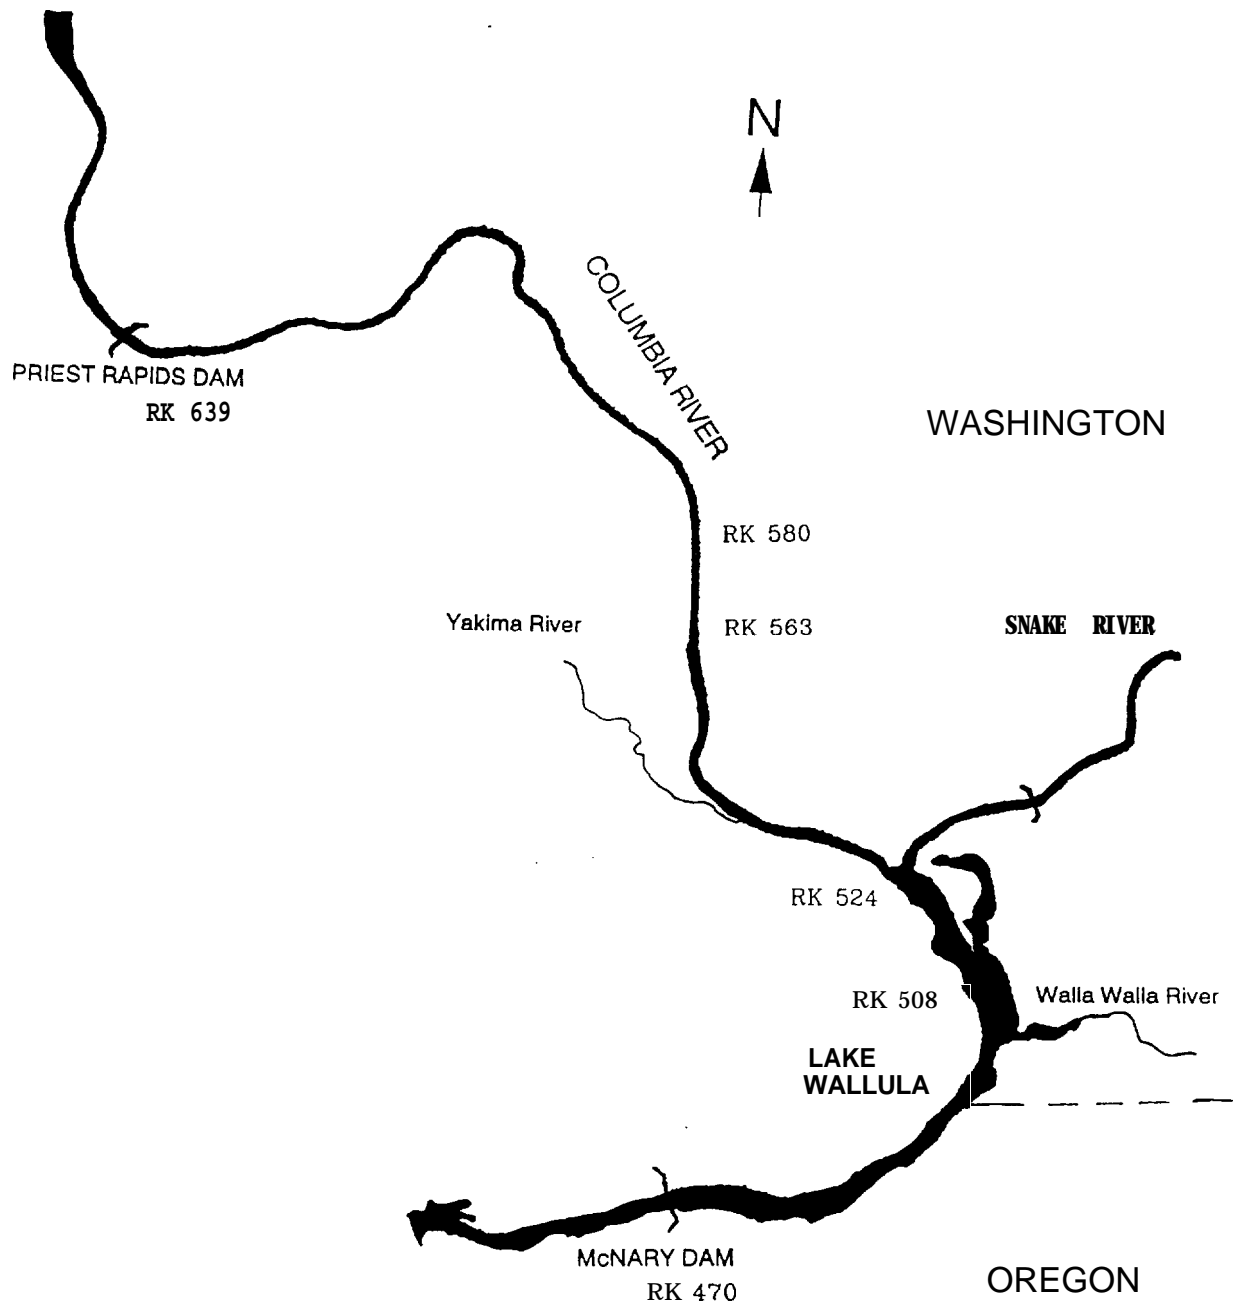 N
COLUMBIA RIVER
PRIEST RAPIDS DAM
RK 639
WASHINGTON
RK 580
Yakima River
RK 563
SNAKE RIVER
RK 524
RK 508
Walla Walla River
LAKE
WALLULA
McNARY DAM
RK 470
OREGON